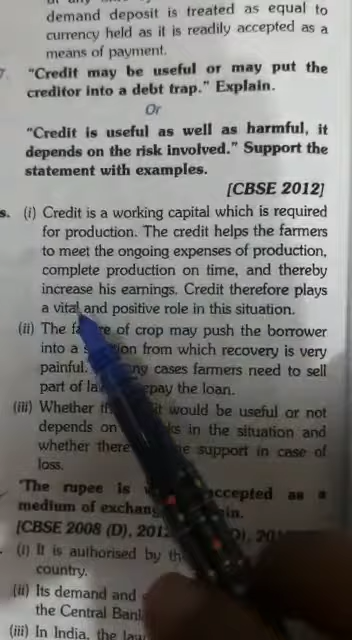 demand deposit is treated as equal to
currency held as it is readily accepted as a
means of payment.
7. "Credit may be useful or may put the
creditor into a debt trap." Explain.
Or
"Credit is useful as well as harmful, it
depends on the risk involved." Support the
statement with examples.
[CBSE 2012]
s. (i) Credit is a working capital which is required
for production. The credit helps the farmers
to meet the ongoing expenses of production,
complete production on time, and thereby
increase his earnings. Credit therefore plays
a vital and positive role in this situation.
(ii) The of crop may push the borrower
into a from which recovery is very
painful. cases farmers need to sell
part of repay the loan.
(iii) Whether would be useful or not
depends on in the situation and
whether there support in case of
loss.
"The rupee is accepted as a
medium of
[CBSE 2008 (D),
(i) It is authorised by
country.
(ii) Its demand and
the Central
(iii) In India, the law